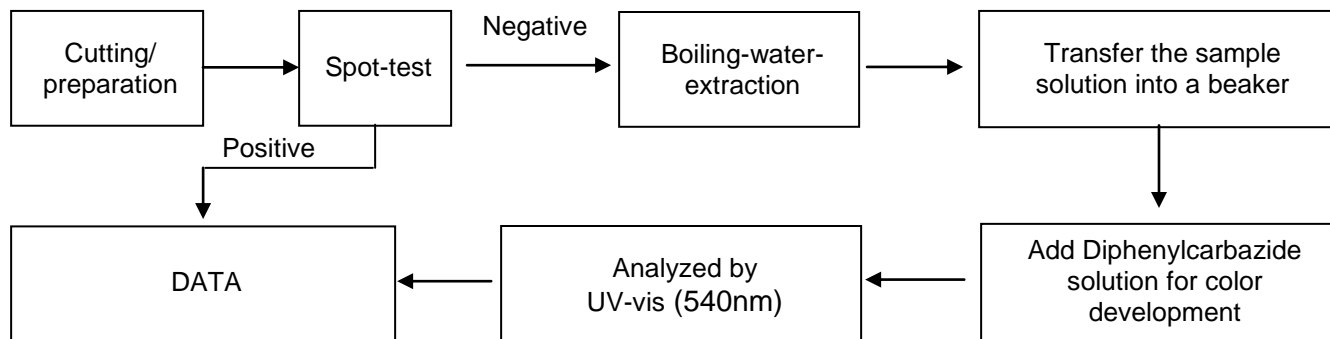 Cutting/
preparation
Spot-test
Negative
Boiling-water-
extraction
Transfer the sample
solution into a beaker
Positive
DATA
Analyzed by
UV-vis (540nm)
Add Diphenylcarbazide
solution for color
development